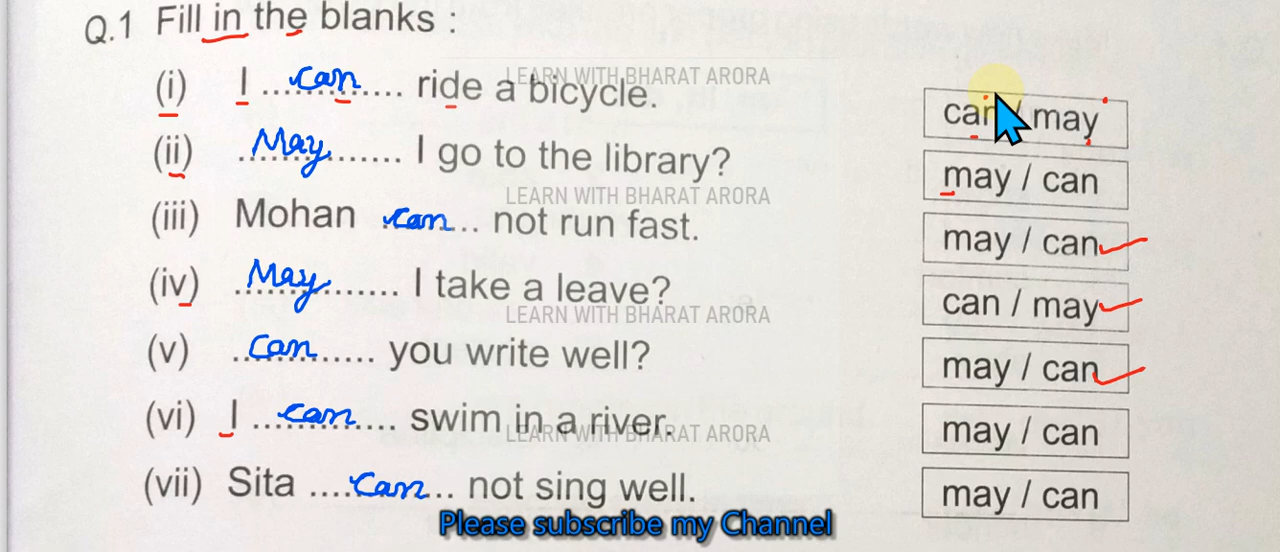 Q.1 Fill in the blanks :
(i) I ...can... ride a bicycle. can / may
LEARN WITH BHARAT ARORA
(ii) ...May... I go to the library? may / can
LEARN WITH BHARAT ARORA
(iii) Mohan ...can... not run fast. may / can
(iv) ...May... I take a leave? can / may
LEARN WITH BHARAT ARORA
(v) ...Can... you write well? may / can
(vi) I ...can... swim in a river. may / can
LEARN WITH BHARAT ARORA
(vii) Sita ...Can... not sing well. may / can
Please subscribe my Channel